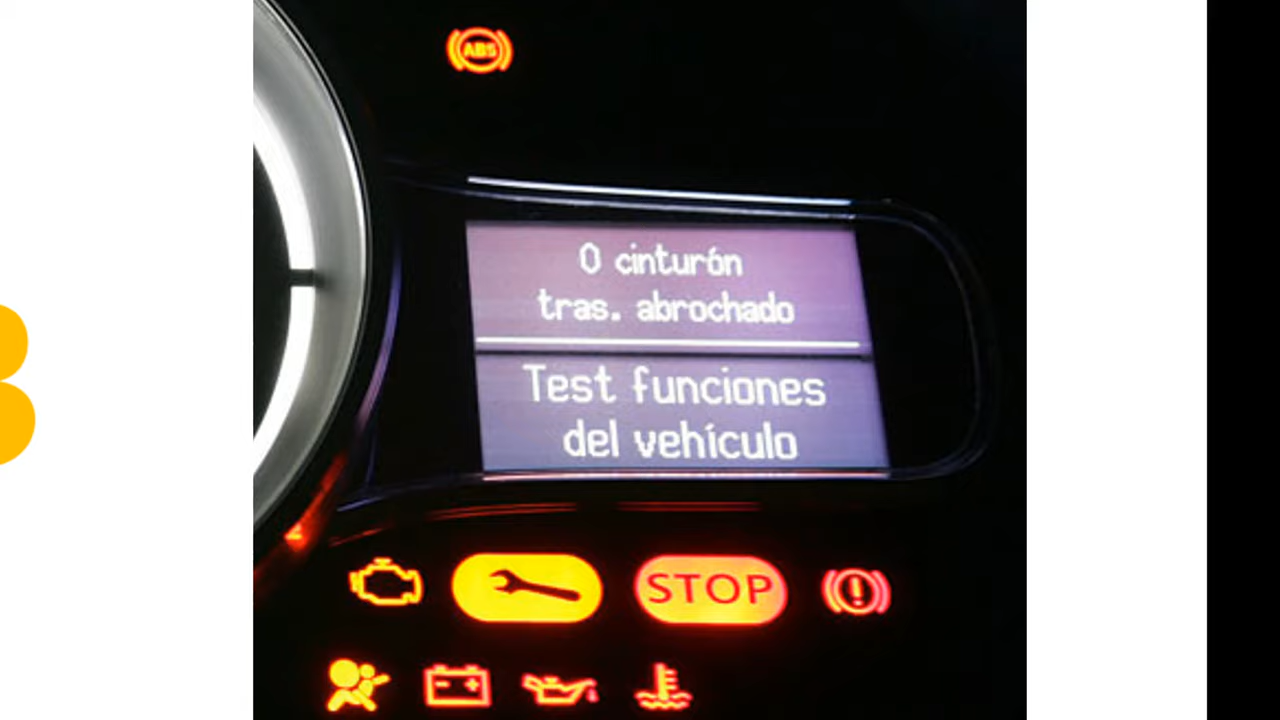 ABS
0 cinturón
tras. abrochado
Test funciones
del vehículo
STOP